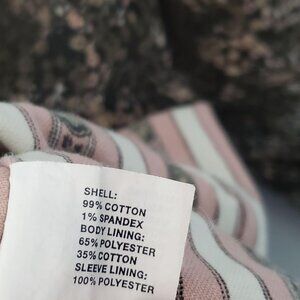 SHELL:
99% COTTON
1% SPANDEX
BODY LINING:
65% POLYESTER
35% COTTON
SLEEVE LINING:
100% POLYESTER